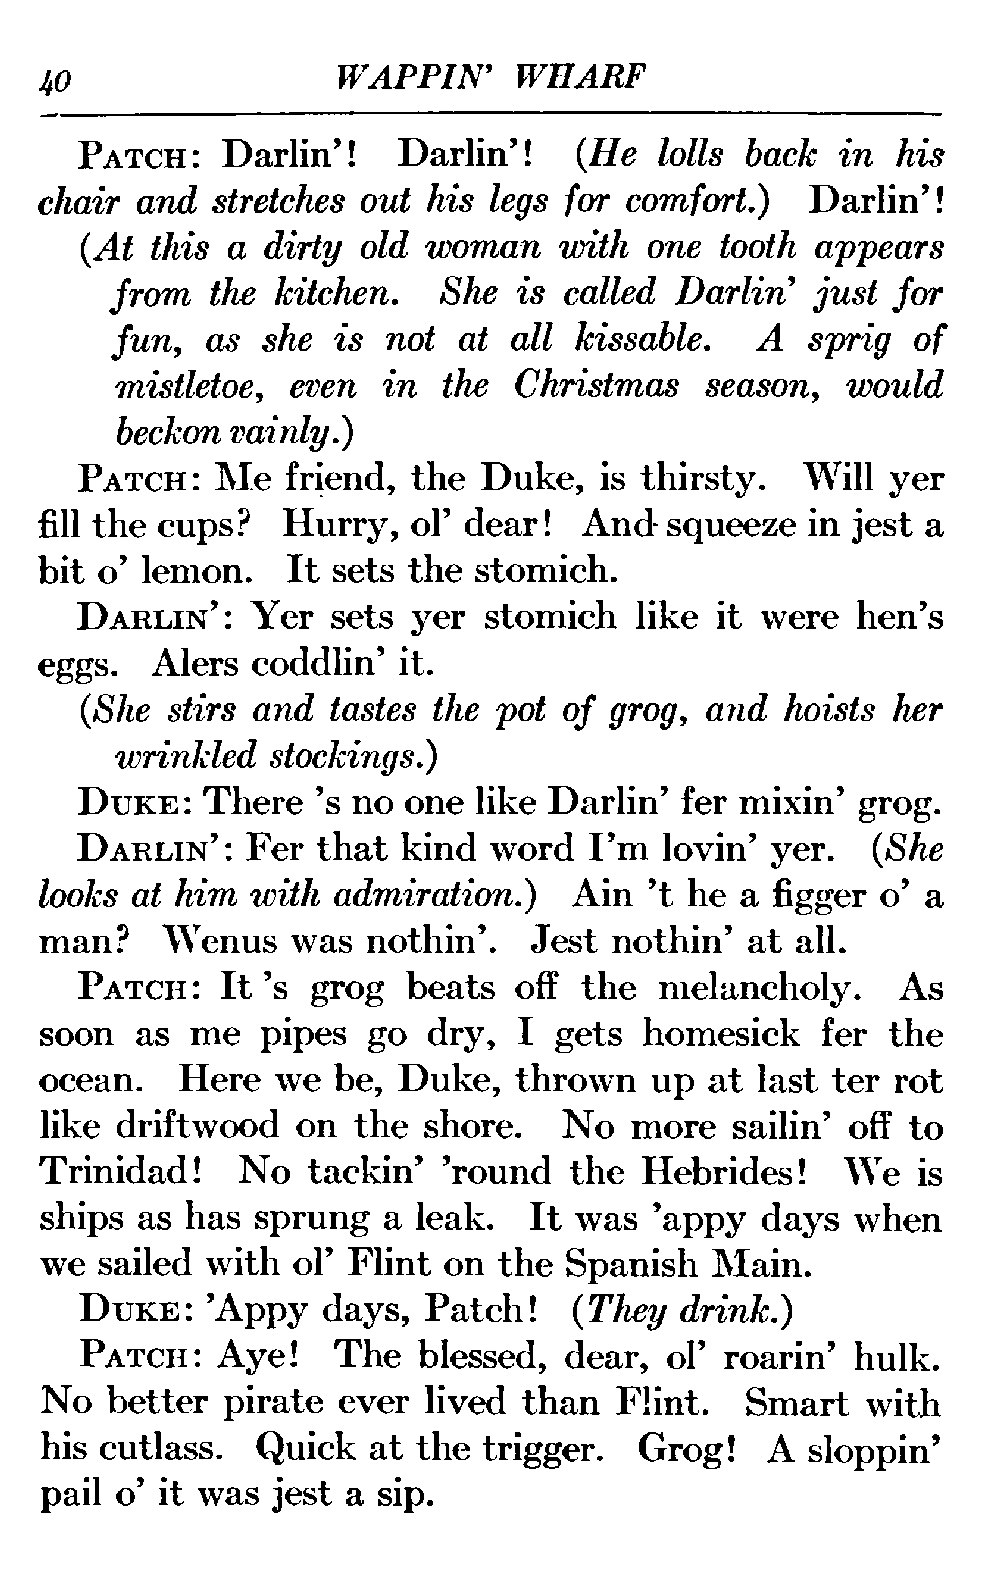 40 WAPPIN' WHARF
PATCH: Darlin'! Darlin'! (He lolls back in his
chair and stretches out his legs for comfort.) Darlin'!
(At this a dirty old woman with one tooth appears
from the kitchen. She is called Darlin' just for
fun, as she is not at all kissable. A sprig of
mistletoe, even in the Christmas season, would
beckon vainly.)
PATCH: Me friend, the Duke, is thirsty. Will yer
fill the cups? Hurry, ol' dear! And squeeze in jest a
bit o' lemon. It sets the stomich.
DARLIN': Yer sets yer stomich like it were hen's
eggs. Alers coddlin' it.
(She stirs and tastes the pot of grog, and hoists her
wrinkled stockings.)
DUKE: There 's no one like Darlin' fer mixin' grog.
DARLIN': Fer that kind word I'm lovin' yer. (She
looks at him with admiration.) Ain 't he a figger o' a
man? Wenus was nothin'. Jest nothin' at all.
PATCH: It 's grog beats off the melancholy. As
soon as me pipes go dry, I gets homesick fer the
ocean. Here we be, Duke, thrown up at last ter rot
like driftwood on the shore. No more sailin' off to
Trinidad! No tackin' 'round the Hebrides! We is
ships as has sprung a leak. It was 'appy days when
we sailed with ol' Flint on the Spanish Main.
DUKE: 'Appy days, Patch! (They drink.)
PATCH: Aye! The blessed, dear, ol' roarin' hulk.
No better pirate ever lived than Flint. Smart with
his cutlass. Quick at the trigger. Grog! A sloppin'
pail o' it was jest a sip.